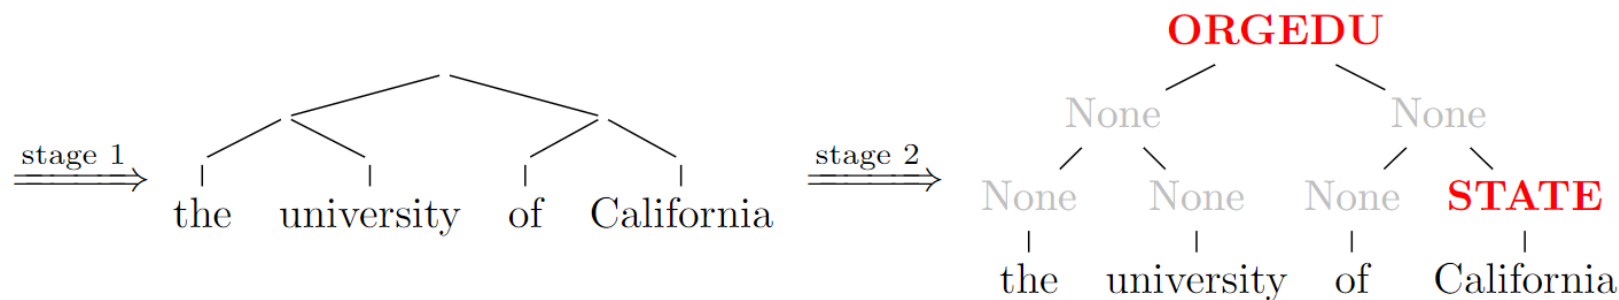 ORGEDU
None None
stage 1 stage 2
None None None STATE
the university of California
the university of California